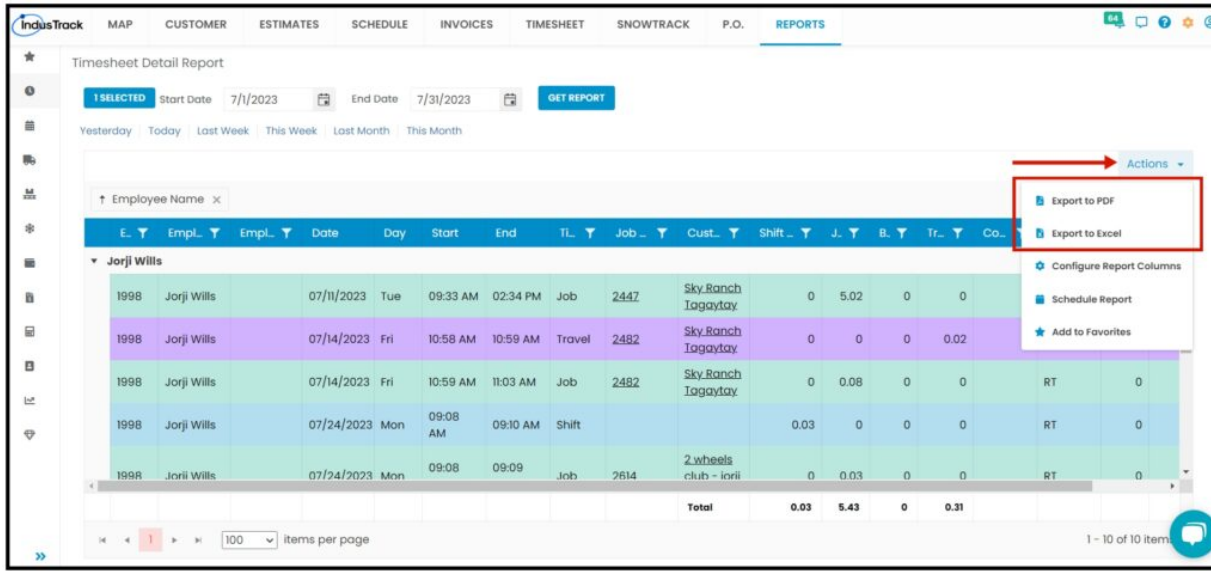 IndusTrack MAP CUSTOMER ESTIMATES SCHEDULE INVOICES TIMESHEET SNOWTRACK P.O. REPORTS 64
Timesheet Detail Report
1 SELECTED Start Date 7/1/2023 End Date 7/31/2023 GET REPORT
Yesterday Today Last Week This Week Last Month This Month
Actions
Employee Name
Export to PDF
Export to Excel
Configure Report Columns
Schedule Report
Add to Favorites
E... Empl... Empl... Date Day Start End Ti... Job ... Cust... Shift ... J... B... Tr... Co...
Jorji Wills
1998 Jorji Wills 07/11/2023 Tue 09:33 AM 02:34 PM Job 2447 Sky Ranch Tagaytay 0 5.02 0 0
1998 Jorji Wills 07/14/2023 Fri 10:58 AM 10:59 AM Travel 2482 Sky Ranch Tagaytay 0 0 0 0.02
1998 Jorji Wills 07/14/2023 Fri 10:59 AM 11:03 AM Job 2482 Sky Ranch Tagaytay 0 0.08 0 0 RT 0
1998 Jorji Wills 07/24/2023 Mon 09:08 AM 09:10 AM Shift 0.03 0 0 0 RT 0
1998 Jorji Wills 07/24/2023 Mon 09:08 09:09 Job 2614 2 wheels club - jorji 0 0.03 0 0 RT 0
Total 0.03 5.43 0 0.31
1 100 items per page 1 - 10 of 10 item